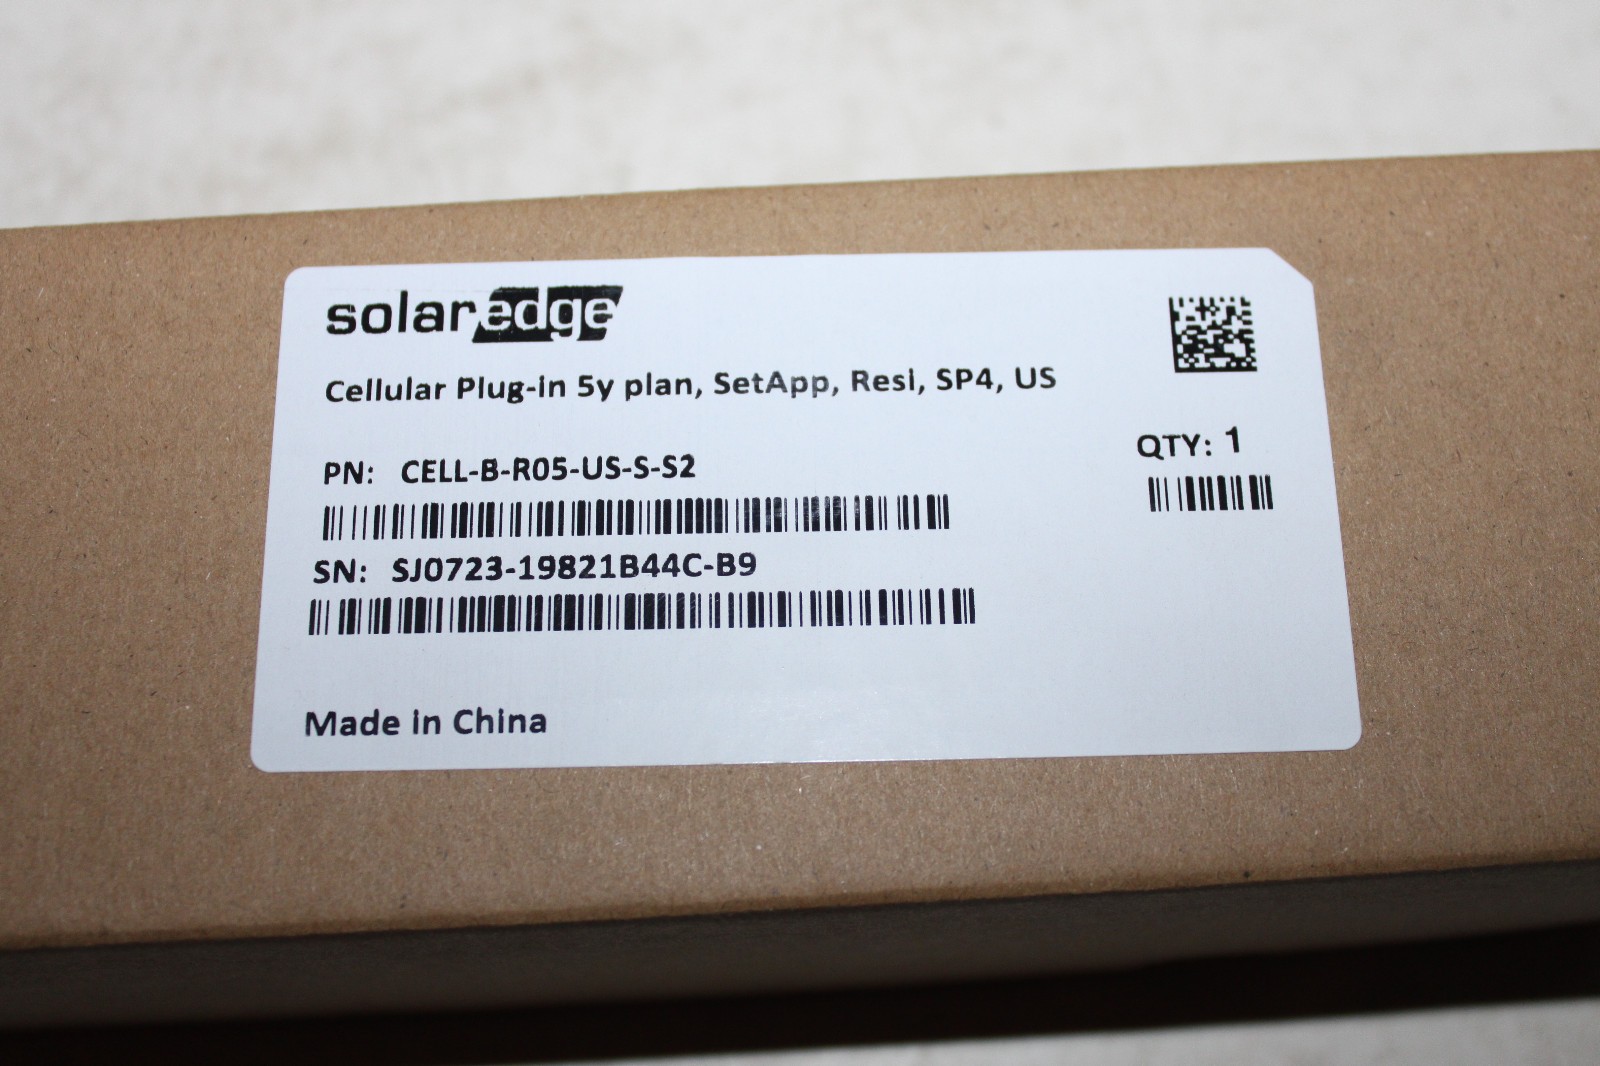 solaredge
Cellular Plug-in 5y plan, SetApp, Resi, SP4, US
QTY: 1
PN: CELL-B-R05-US-S-S2
SN: SJ0723-19821B44C-B9
Made in China